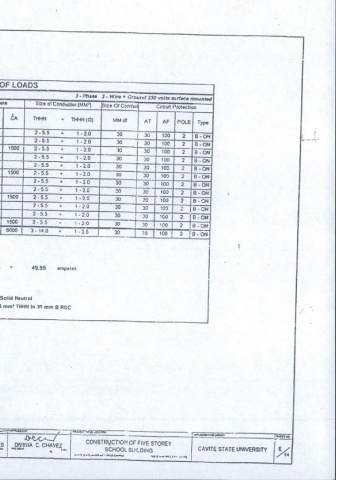 OF LOADS
3 - Phase 3 - Wire + Ground 230 volts surface mounted
Size of Conductor (MM²) Size Of Conduit Circuit Protection
CA THHN + THHN (G) MM Ø AT AF POLE Type
2 - 5.5 + 1 - 2.0 30 30 100 2 B - ON
2 - 5.5 + 1 - 2.0 30 30 100 2 B - ON
1500 2 - 5.5 + 1 - 2.0 30 30 100 2 B - ON
2 - 5.5 + 1 - 2.0 30 30 100 2 B - ON
2 - 5.5 + 1 - 2.0 30 30 100 2 B - ON
1500 2 - 5.5 + 1 - 2.0 30 30 100 2 B - ON
2 - 5.5 + 1 - 2.0 30 30 100 2 B - ON
2 - 5.5 + 1 - 2.0 30 30 100 2 B - ON
1500 2 - 5.5 + 1 - 2.0 30 30 100 2 B - ON
2 - 5.5 + 1 - 2.0 30 30 100 2 B - ON
2 - 5.5 + 1 - 2.0 30 30 100 2 B - ON
1500 2 - 5.5 + 1 - 2.0 30 30 100 2 B - ON
6000 3 - 14.0 + 1 - 3.5 30 70 100 3 B - ON
= 49.95 amperes
Solid Neutral
mm² THHN in 30 mm Ø RSC
DIVINIA C. CHAVEZ
CONSTRUCTION OF FIVE STOREY
SCHOOL BUILDING
CAVITE STATE UNIVERSITY
E
14